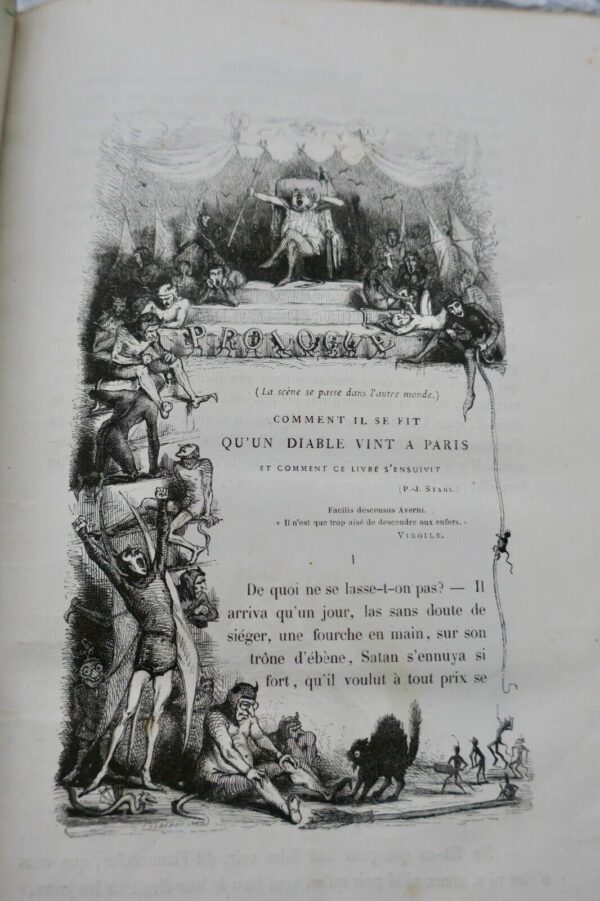 PROLOGUE
(La scène se passe dans l'autre monde.)
COMMENT IL SE FIT
QU'UN DIABLE VINT A PARIS
ET COMMENT CE LIVRE S'ENSUIVIT
(P.-J. STAHL.)
Facilis descensus Averni.
« Il n'est que trop aisé de descendre aux enfers. »
VIRGILE.
I
De quoi ne se lasse-t-on pas? — Il
arriva qu'un jour, las sans doute de
siéger, une fourche en main, sur son
trône d'ébène, Satan s'ennuya si
fort, qu'il voulut à tout prix se